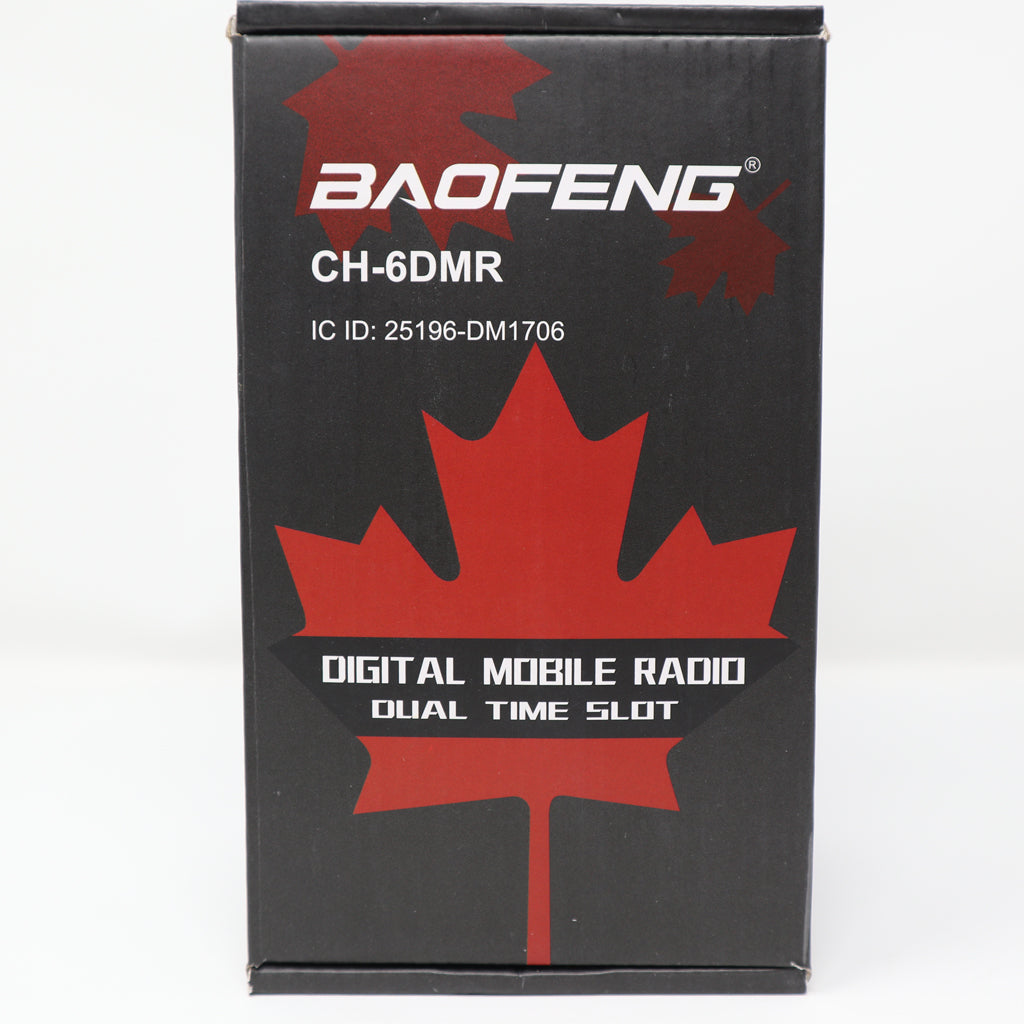 BAOFENG®
CH-6DMR
IC ID: 25196-DM1706
DIGITAL MOBILE RADIO
DUAL TIME SLOT